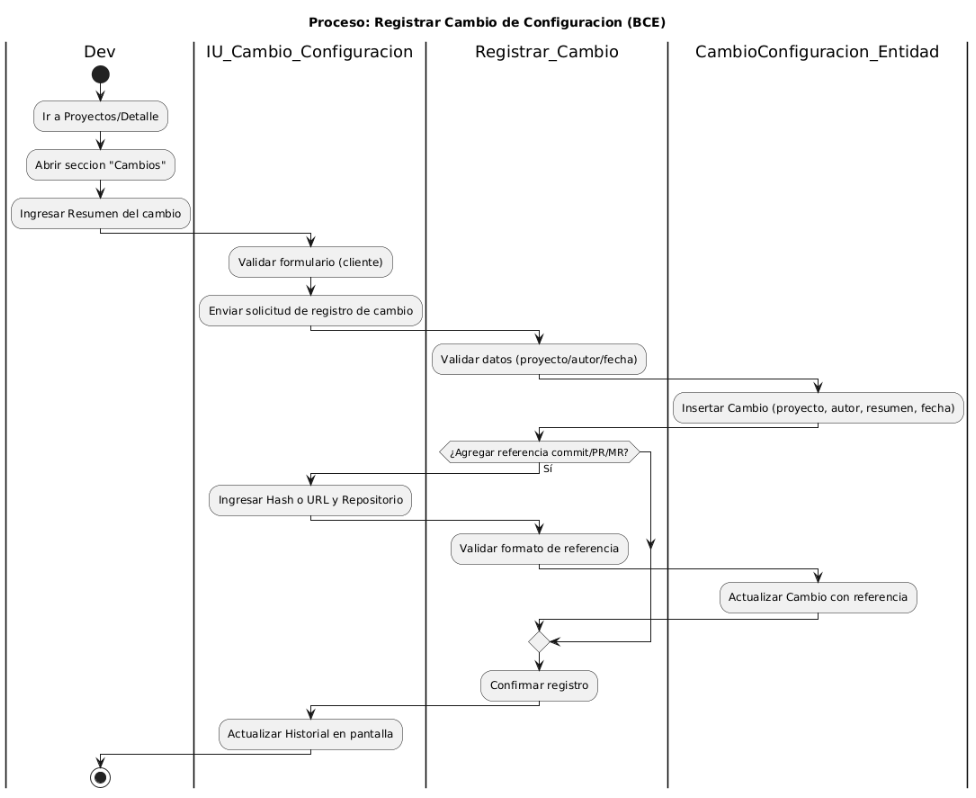 Proceso: Registrar Cambio de Configuracion (BCE)
Dev
IU_Cambio_Configuracion
Registrar_Cambio
CambioConfiguracion_Entidad
Ir a Proyectos/Detalle
Abrir seccion "Cambios"
Ingresar Resumen del cambio
Validar formulario (cliente)
Enviar solicitud de registro de cambio
Validar datos (proyecto/autor/fecha)
Insertar Cambio (proyecto, autor, resumen, fecha)
¿Agregar referencia commit/PR/MR?
Sí
Ingresar Hash o URL y Repositorio
Validar formato de referencia
Actualizar Cambio con referencia
Confirmar registro
Actualizar Historial en pantalla